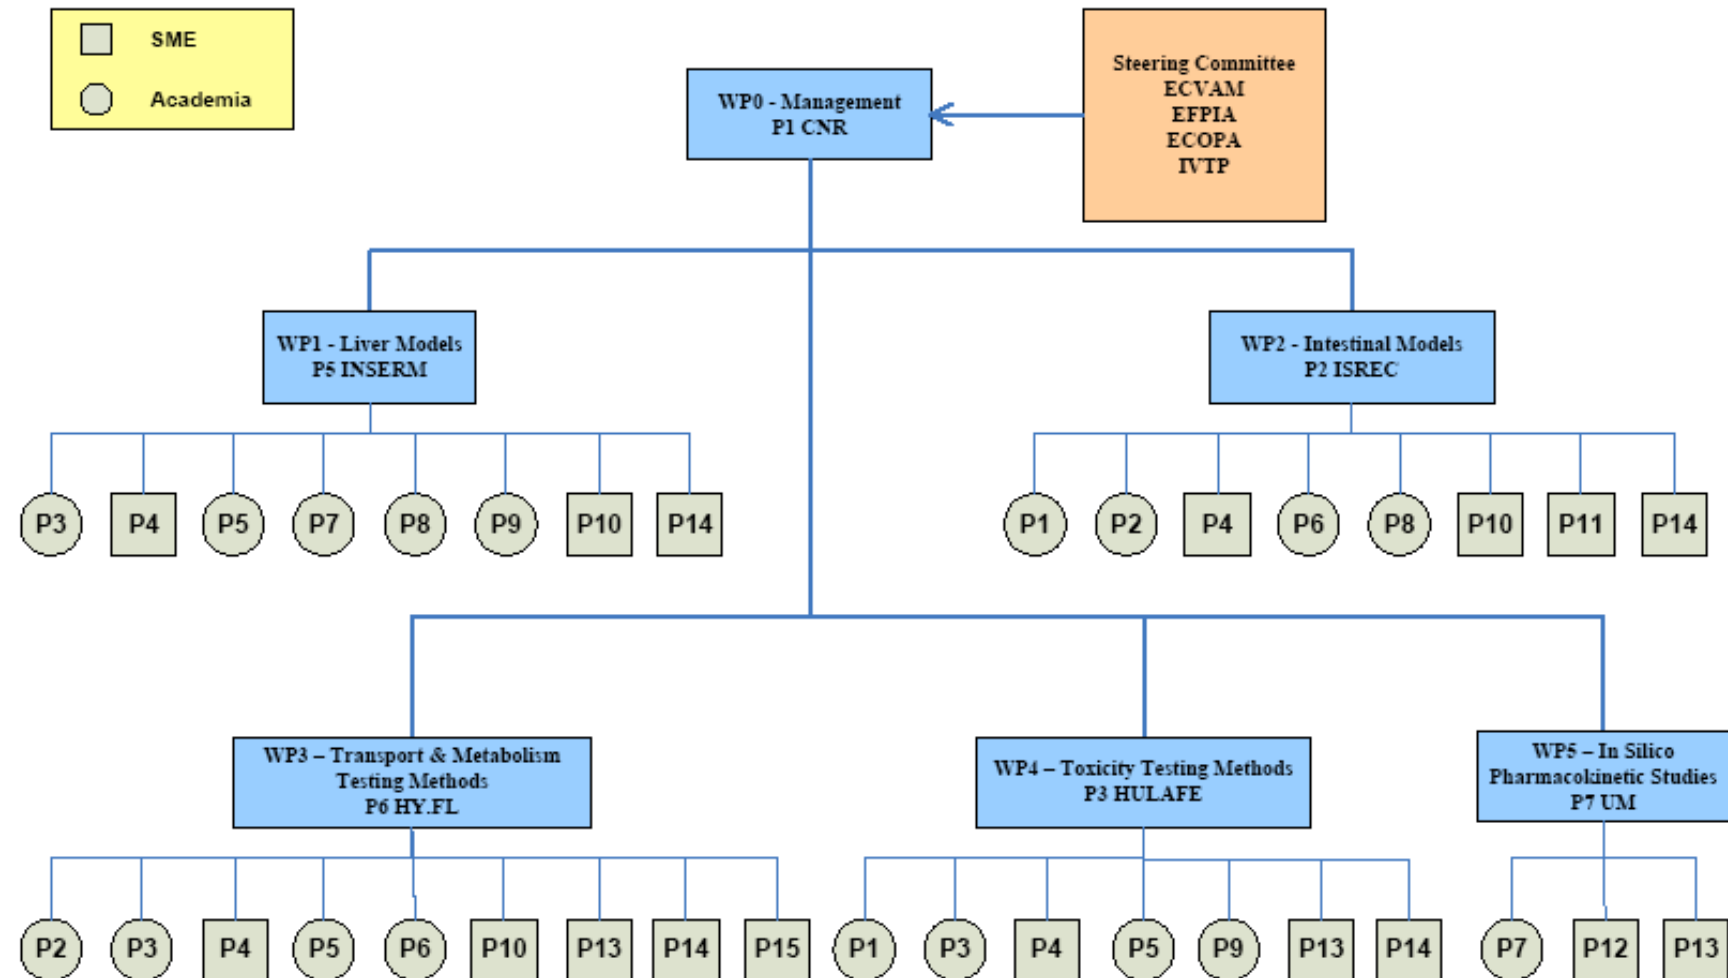 SME
Academia
WP0 - Management
P1 CNR
Steering Committee
ECVAM
EFPIA
ECOPA
IVTP
WP1 - Liver Models
P5 INSERM
WP2 - Intestinal Models
P2 ISREC
P3 P4 P5 P7 P8 P9 P10 P14
P1 P2 P4 P6 P8 P10 P11 P14
WP3 – Transport & Metabolism
Testing Methods
P6 HY.FL
WP4 – Toxicity Testing Methods
P3 HULAFE
WP5 – In Silico
Pharmacokinetic Studies
P7 UM
P2 P3 P4 P5 P6 P10 P13 P14 P15
P1 P3 P4 P5 P9 P13 P14
P7 P12 P13